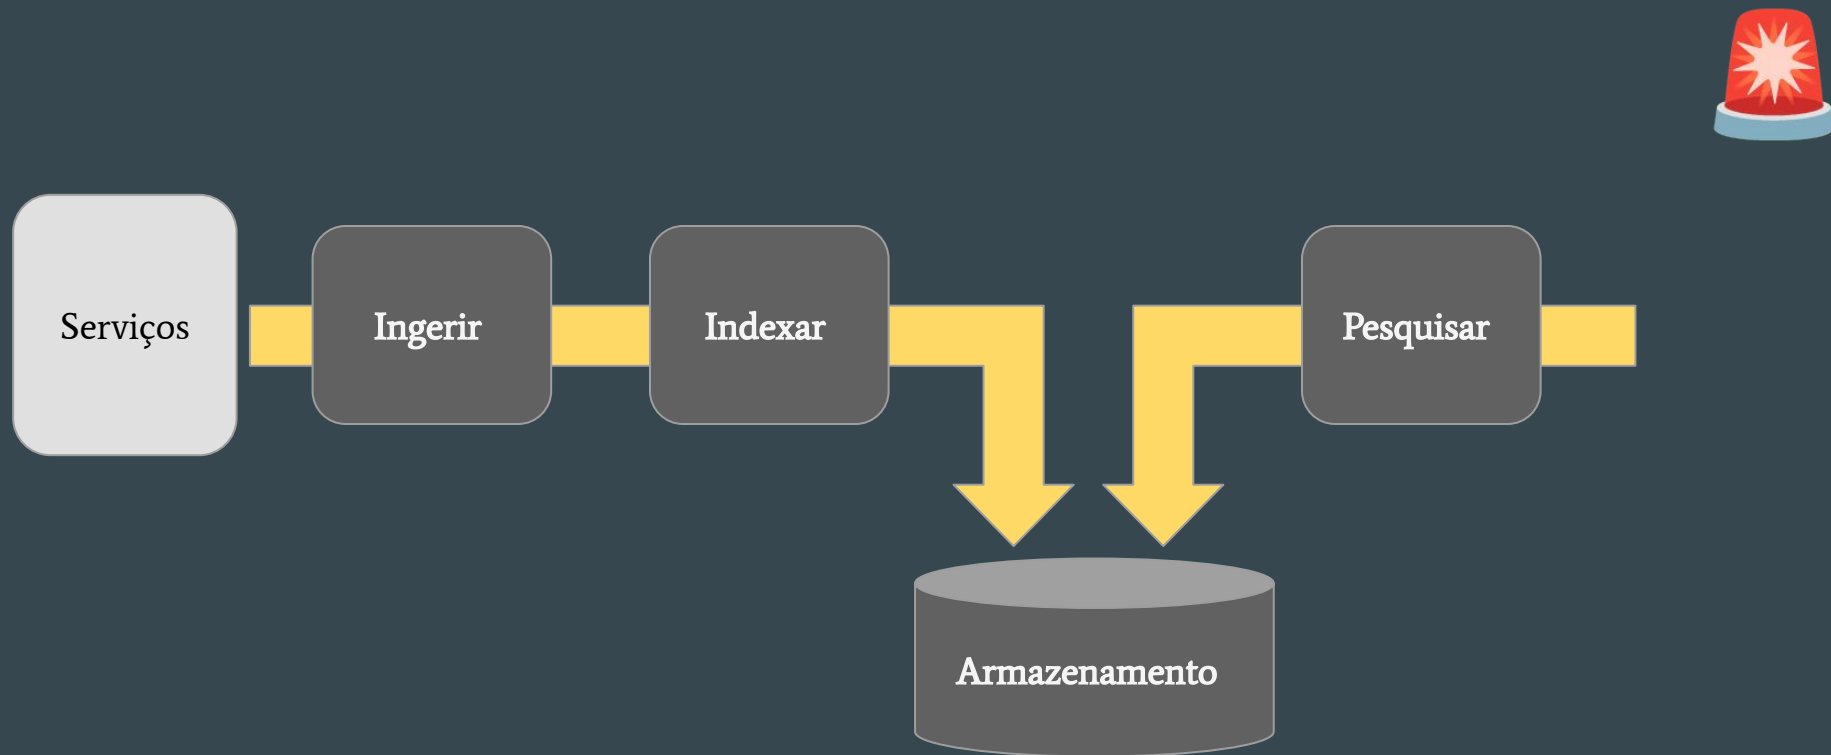 Serviços
Ingerir
Indexar
Pesquisar
Armazenamento